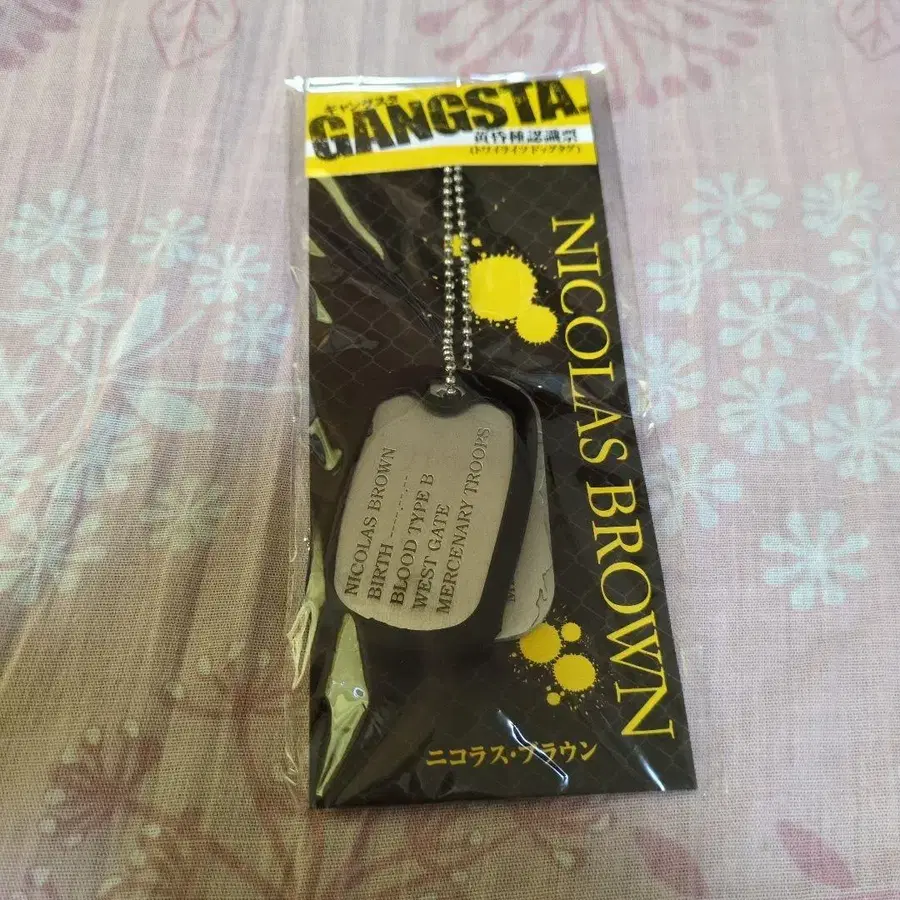 ギャングスタ
GANGSTA.
黄昏種認識票
(トワイライツドッグタグ)
NICOLAS BROWN
NICOLAS BROWN
BIRTH--------
BLOOD TYPE B
WEST GATE
MERCENARY TROOPS
ニコラス・ブラウン